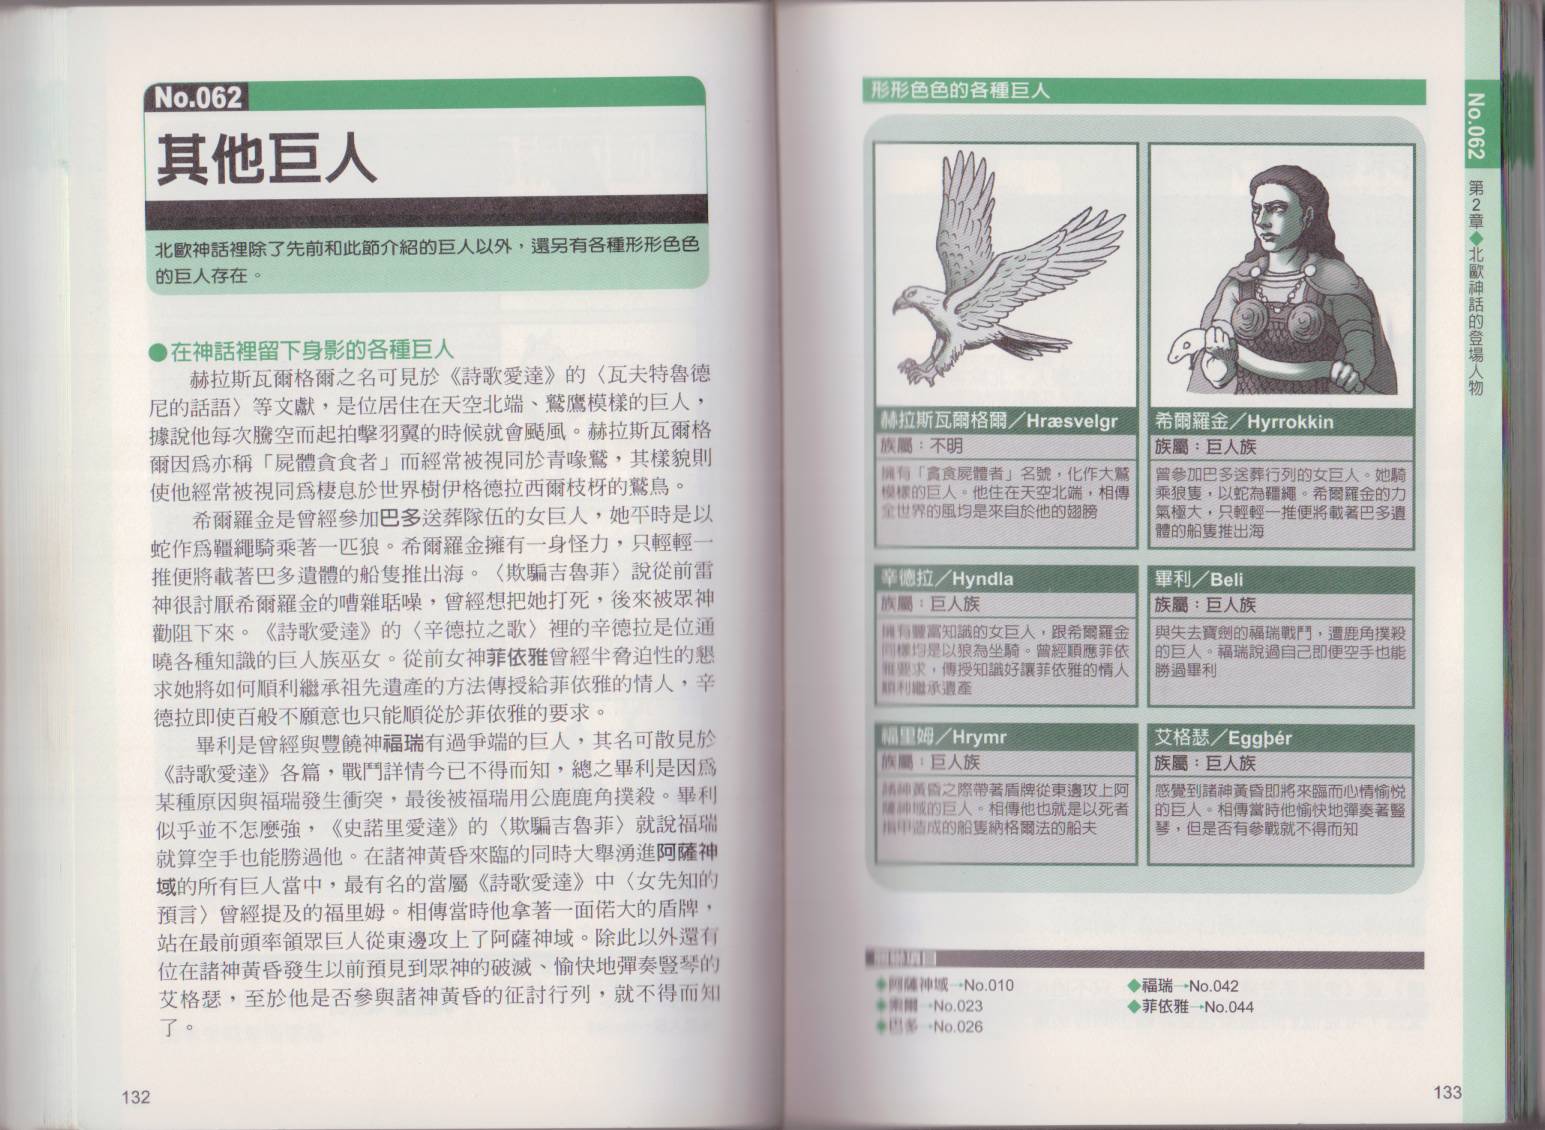 No.062
其他巨人
北歐神話裡除了先前和此節介紹的巨人以外，還另有各種形形色色
的巨人存在。
●在神話裡留下身影的各種巨人
赫拉斯瓦爾格爾之名可見於《詩歌愛達》的〈瓦夫特魯德
尼的話語〉等文獻，是位居住在天空北端、鷲鷹模樣的巨人，
據說他每次騰空而起拍擊羽翼的時候就會颳風。赫拉斯瓦爾格
爾因爲亦稱「屍體貪食者」而經常被視同於青喙鷲，其樣貌則
使他經常被視同爲棲息於世界樹伊格德拉西爾枝枒的鷲鳥。
希爾羅金是曾經參加巴多送葬隊伍的女巨人，她平時是以
蛇作爲韁繩騎乘著一匹狼。希爾羅金擁有一身怪力，只輕輕一
推便將載著巴多遺體的船隻推出海。〈欺騙吉魯菲〉說從前雷
神很討厭希爾羅金的嘈雜聒噪，曾經想把她打死，後來被眾神
勸阻下來。《詩歌愛達》的〈辛德拉之歌〉裡的辛德拉是位通
曉各種知識的巨人族巫女。從前女神菲依雅曾經半脅迫性的懇
求她將如何順利繼承祖先遺產的方法傳授給菲依雅的情人，辛
德拉即使百般不願意也只能順從於菲依雅的要求。
畢利是曾經與豐饒神福瑞有過爭端的巨人，其名可散見於
《詩歌愛達》各篇，戰鬥詳情今已不得而知，總之畢利是因爲
某種原因與福瑞發生衝突，最後被福瑞用公鹿鹿角撲殺。畢利
似乎並不怎麼強，《史諾里愛達》的〈欺騙吉魯菲〉就說福瑞
就算空手也能勝過他。在諸神黃昏來臨的同時大舉湧進阿薩神
域的所有巨人當中，最有名的當屬《詩歌愛達》中〈女先知的
預言〉曾經提及的福里姆。相傳當時他拿著一面偌大的盾牌，
站在最前頭率領眾巨人從東邊攻上了阿薩神域。除此以外還有
位在諸神黃昏發生以前預見到眾神的破滅、愉快地彈奏豎琴的
艾格瑟，至於他是否參與諸神黃昏的征討行列，就不得而知
了。
132
形形色色的各種巨人
赫拉斯瓦爾格爾／Hræsvelgr
族屬：不明
擁有「貪食屍體者」名號，化作大鷲
模樣的巨人。他住在天空北端，相傳
全世界的風均是來自於他的翅膀
希爾羅金／Hyrrokkin
族屬：巨人族
曾參加巴多送葬行列的女巨人。她騎
乘狼隻，以蛇為韁繩。希爾羅金的力
氣極大，只輕輕一推便將載著巴多遺
體的船隻推出海
辛德拉／Hyndla
族屬：巨人族
擁有豐富知識的女巨人，跟希爾羅金
同樣均是以狼為坐騎。曾經順應菲依
雅要求，傳授知識好讓菲依雅的情人
順利繼承遺產
畢利／Beli
族屬：巨人族
與失去寶劍的福瑞戰鬥，遭鹿角撲殺
的巨人。福瑞說過自己即便空手也能
勝過畢利
福里姆／Hrymr
族屬：巨人族
諸神黃昏之際帶著盾牌從東邊攻上阿
薩神域的巨人。相傳他也就是以死者
指甲造成的船隻納格爾法的船夫
艾格瑟／Eggþér
族屬：巨人族
感覺到諸神黃昏即將來臨而心情愉悅
的巨人。相傳當時他愉快地彈奏著豎
琴，但是否有參戰就不得而知
關聯項目
◆阿薩神域→No.010
◆索爾→No.023
◆巴多→No.026
◆福瑞→No.042
◆菲依雅→No.044
No.062
第2章◆北歐神話的登場人物
133